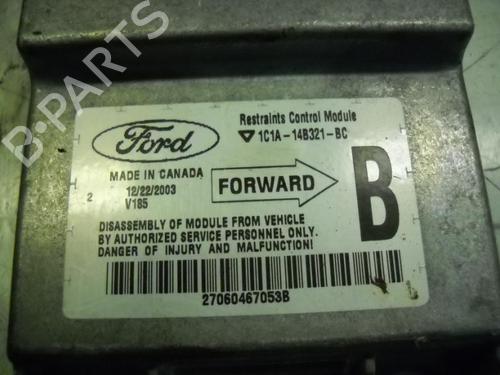 Restraints Control Module
Ford
1C1A-14B321-BC
MADE IN CANADA
12/22/2003
2
V185
FORWARD
B
DISASSEMBLY OF MODULE FROM VEHICLE
BY AUTHORIZED SERVICE PERSONNEL ONLY.
DANGER OF INJURY AND MALFUNCTION!
27060467053B
B-PARTS